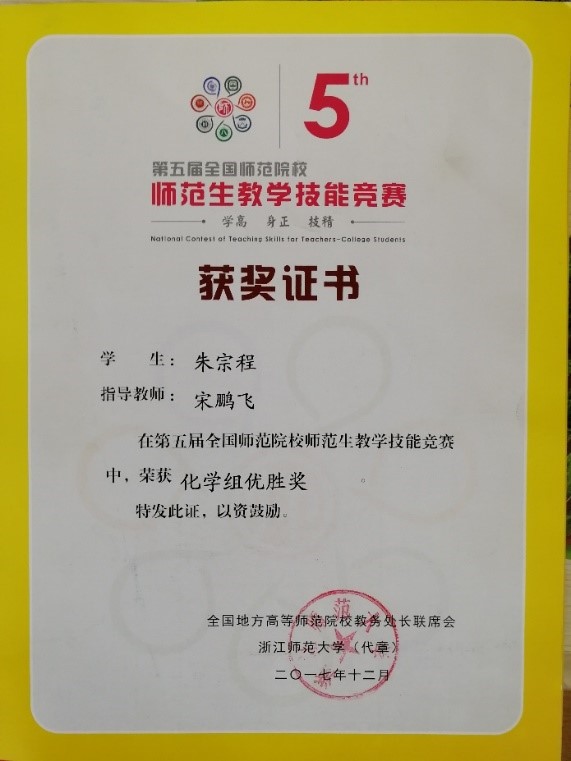 师
5th
第五届全国师范院校
师范生教学技能竞赛
学高 身正 技精
National Contest of Teaching Skills for Teachers-College Students
获奖证书
学 生：朱宗程
指导教师：宋鹏飞
在第五届全国师范院校师范生教学技能竞赛
中，荣获 化学组优胜奖 。
特发此证，以资鼓励。
全国地方高等师范院校教务处长联席会
浙江师范大学（代章）
二〇一七年十二月